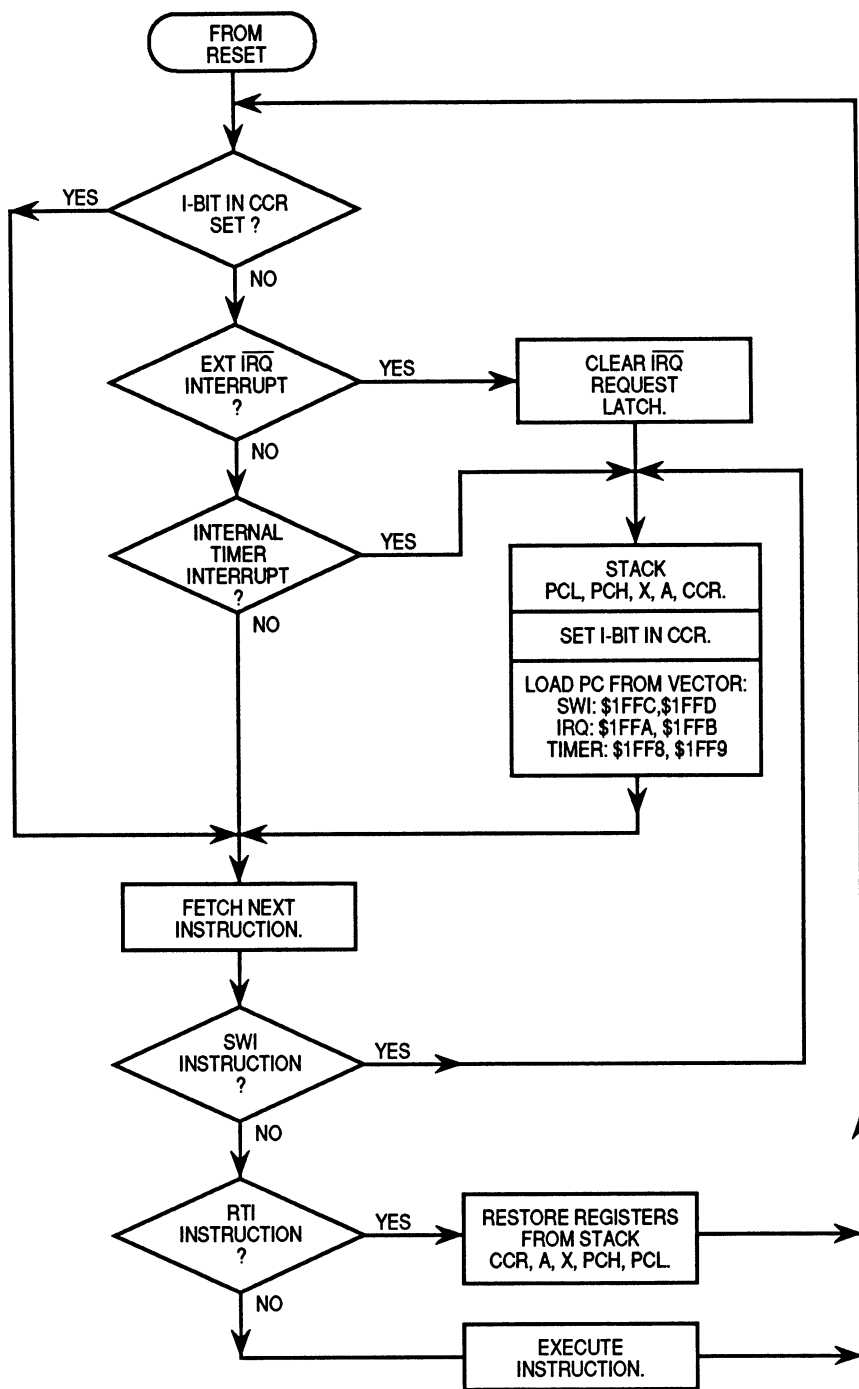 FROM
RESET
YES
I-BIT IN CCR
SET ?
NO
EXT I̅R̅Q̅
INTERRUPT
?
YES
CLEAR I̅R̅Q̅
REQUEST
LATCH.
NO
INTERNAL
TIMER
INTERRUPT
?
YES
NO
STACK
PCL, PCH, X, A, CCR.
SET I-BIT IN CCR.
LOAD PC FROM VECTOR:
SWI: $1FFC,$1FFD
IRQ: $1FFA, $1FFB
TIMER: $1FF8, $1FF9
FETCH NEXT
INSTRUCTION.
SWI
INSTRUCTION
?
YES
NO
RTI
INSTRUCTION
?
YES
RESTORE REGISTERS
FROM STACK
CCR, A, X, PCH, PCL.
NO
EXECUTE
INSTRUCTION.